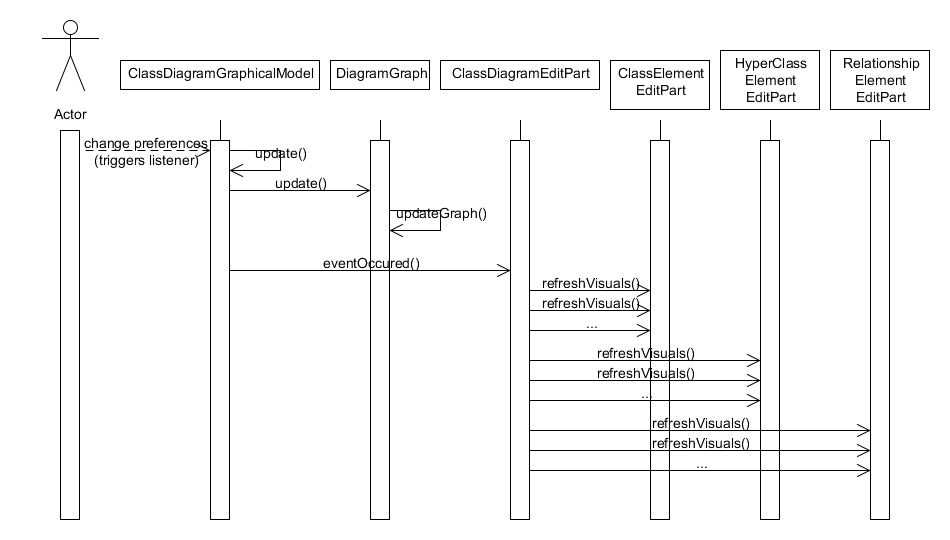 Actor
ClassDiagramGraphicalModel
DiagramGraph
ClassDiagramEditPart
ClassElement
EditPart
HyperClass
Element
EditPart
Relationship
Element
EditPart
change preferences
(triggers listener)
update()
update()
updateGraph()
eventOccured()
refreshVisuals()
refreshVisuals()
...
refreshVisuals()
refreshVisuals()
...
refreshVisuals()
refreshVisuals()
...